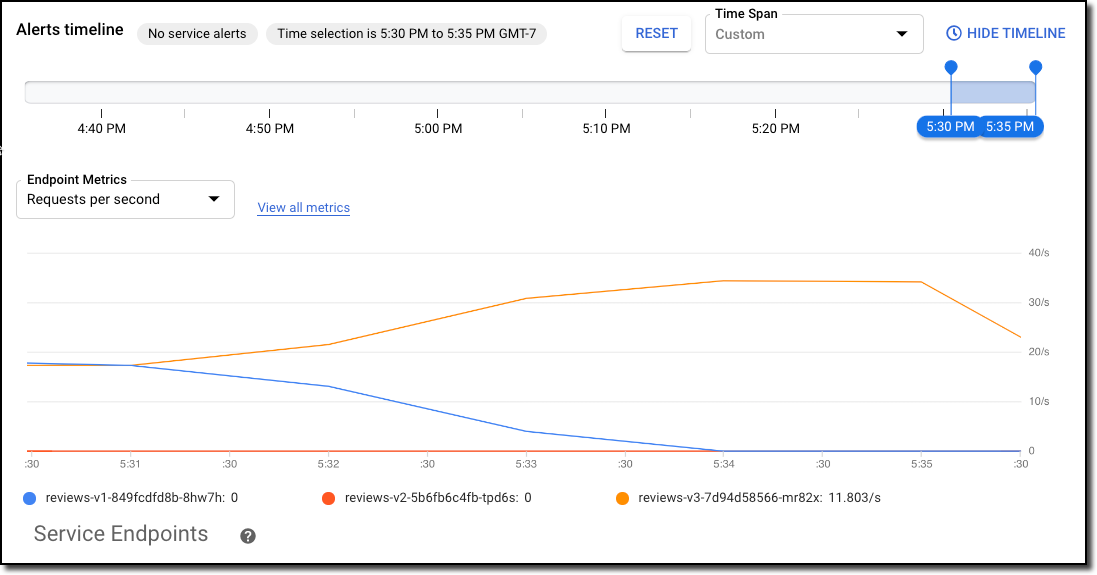 Alerts timeline
No service alerts
Time selection is 5:30 PM to 5:35 PM GMT-7
RESET
Time Span
Custom
HIDE TIMELINE
4:40 PM
4:50 PM
5:00 PM
5:10 PM
5:20 PM
5:30 PM
5:35 PM
Endpoint Metrics
Requests per second
View all metrics
40/s
30/s
20/s
10/s
0
:30
5:31
:30
5:32
:30
5:33
:30
5:34
:30
5:35
:30
reviews-v1-849fcdfd8b-8hw7h: 0
reviews-v2-5b6fb6c4fb-tpd6s: 0
reviews-v3-7d94d58566-mr82x: 11.803/s
Service Endpoints
?